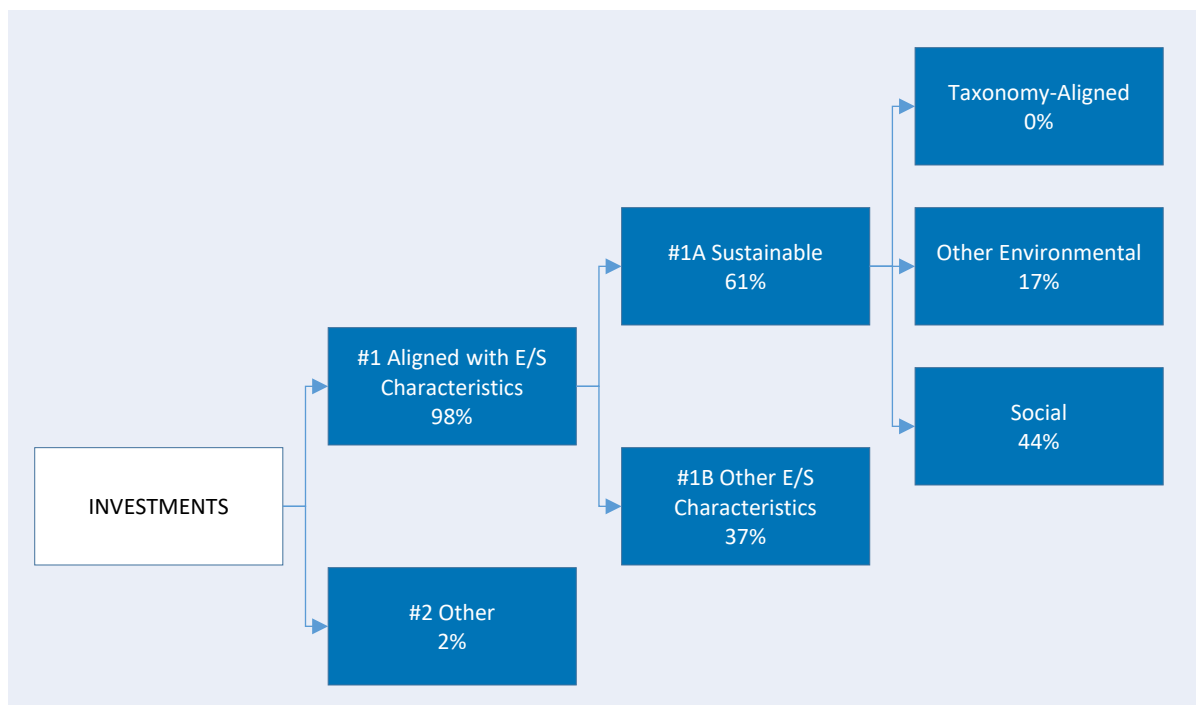 Taxonomy-Aligned
0%
#1A Sustainable
61%
Other Environmental
17%
#1 Aligned with E/S
Characteristics
98%
Social
44%
INVESTMENTS
#1B Other E/S
Characteristics
37%
#2 Other
2%